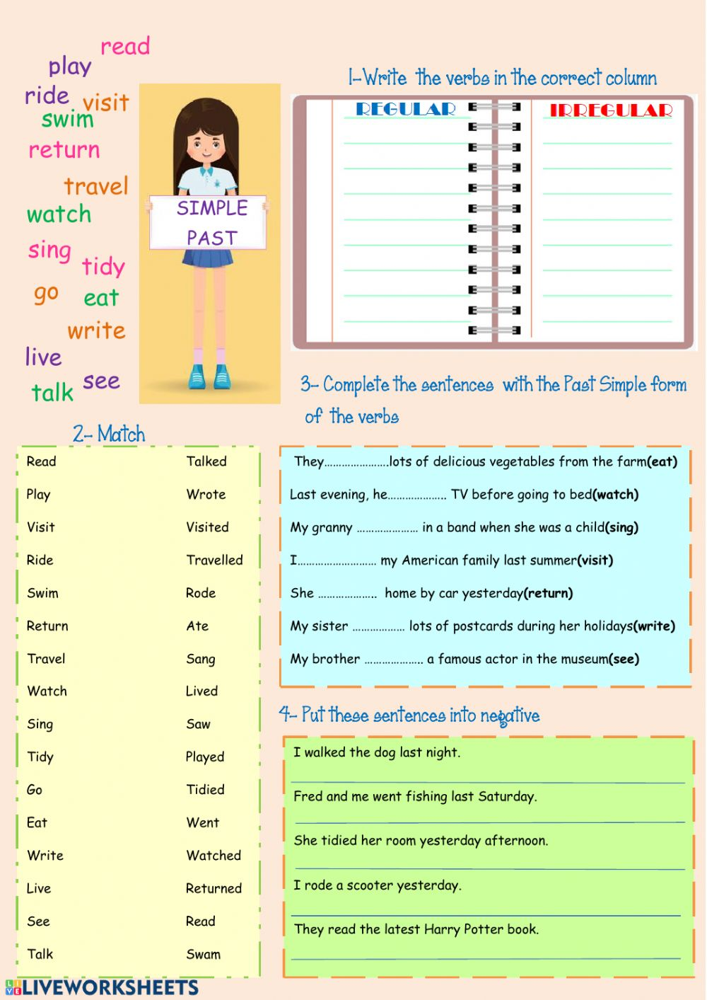 read
play
ride
visit
swim
return
travel
watch
sing
tidy
go
eat
write
live
see
talk
SIMPLE
PAST
1-Write the verbs in the correct column
REGULAR
IRREGULAR
2- Match
Read Talked
Play Wrote
Visit Visited
Ride Travelled
Swim Rode
Return Ate
Travel Sang
Watch Lived
Sing Saw
Tidy Played
Go Tidied
Eat Went
Write Watched
Live Returned
See Read
Talk Swam
3- Complete the sentences with the Past Simple form
of the verbs
They.....................lots of delicious vegetables from the farm(eat)
Last evening, he................... TV before going to bed(watch)
My granny .................... in a band when she was a child(sing)
I.......................... my American family last summer(visit)
She ................... home by car yesterday(return)
My sister ................. lots of postcards during her holidays(write)
My brother ................... a famous actor in the museum(see)
4- Put these sentences into negative
I walked the dog last night.
Fred and me went fishing last Saturday.
She tidied her room yesterday afternoon.
I rode a scooter yesterday.
They read the latest Harry Potter book.
LIVE LIVEWORKSHEETS